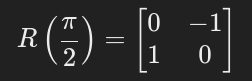 R(π/2) = [0 -1
1 0]